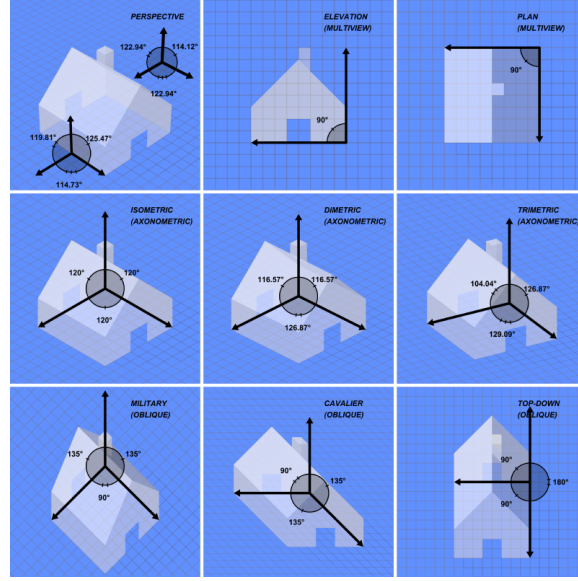 PERSPECTIVE
122.94°
114.12°
122.94°
119.81°
125.47°
114.73°
ELEVATION
(MULTIVIEW)
90°
PLAN
(MULTIVIEW)
90°
ISOMETRIC
(AXONOMETRIC)
120°
120°
120°
DIMETRIC
(AXONOMETRIC)
116.57°
116.57°
126.87°
TRIMETRIC
(AXONOMETRIC)
104.04°
126.87°
129.09°
MILITARY
(OBLIQUE)
135°
135°
90°
CAVALIER
(OBLIQUE)
90°
135°
135°
TOP-DOWN
(OBLIQUE)
90°
180°
90°